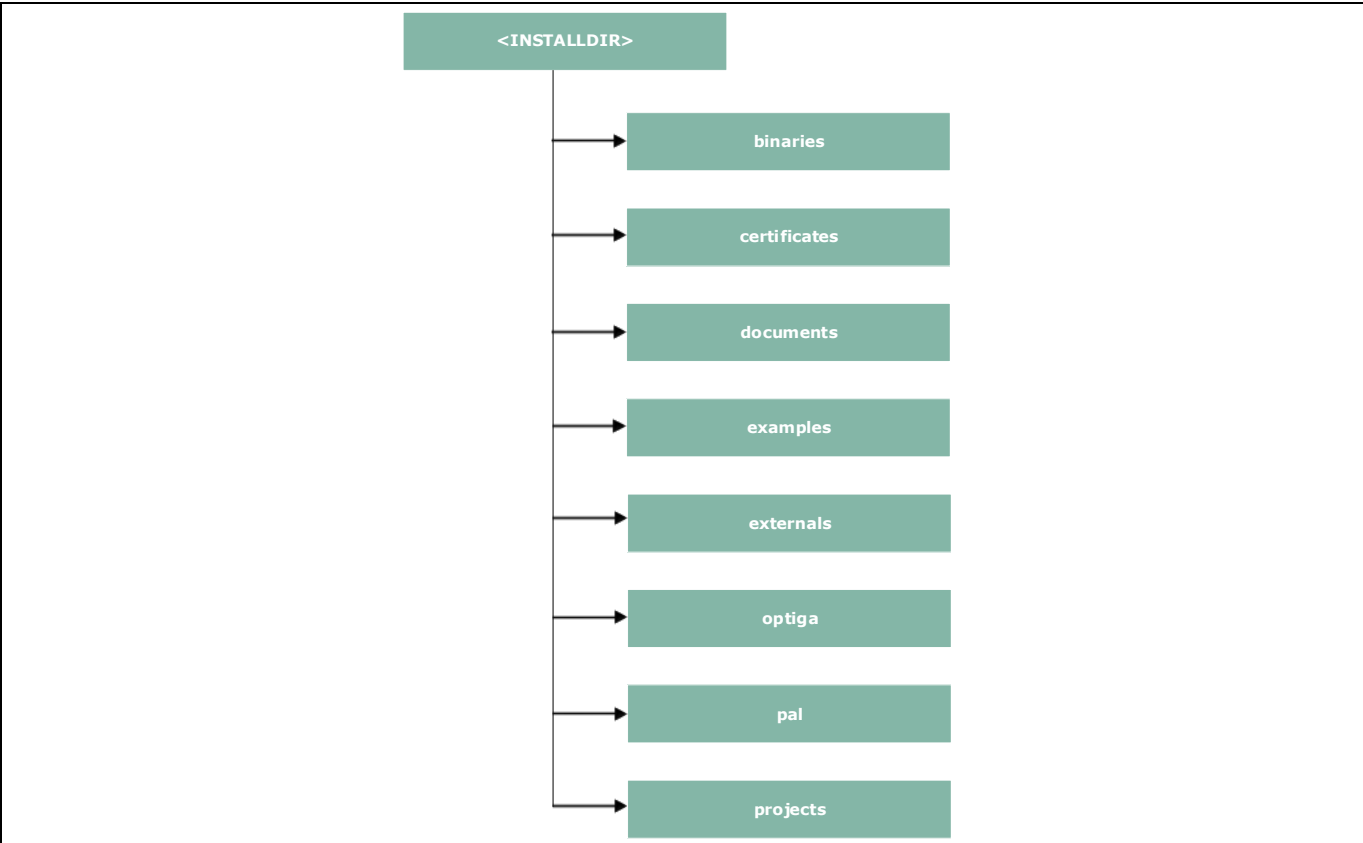 <INSTALLDIR>
binaries
certificates
documents
examples
externals
optiga
pal
projects